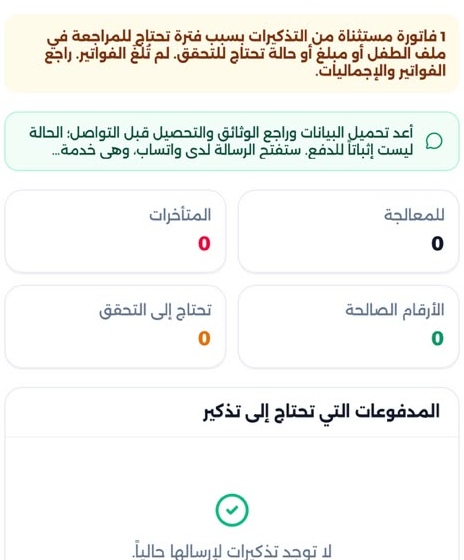 1 فاتورة مستثناة من التذكيرات بسبب فترة تحتاج للمراجعة في
ملف الطفل أو مبلغ أو حالة تحتاج للتحقق. لم تُلغَ الفواتير. راجع
الفواتير والإجماليات.
أعد تحميل البيانات وراجع الوثائق والتحصيل قبل التواصل؛ الحالة
ليست إثباتاً للدفع. ستفتح الرسالة لدى واتساب، وهي خدمة...
للمعالجة
0
المتأخرات
0
الأرقام الصالحة
0
تحتاج إلى التحقق
0
المدفوعات التي تحتاج إلى تذكير
لا توجد تذكيرات لإرسالها حالياً.